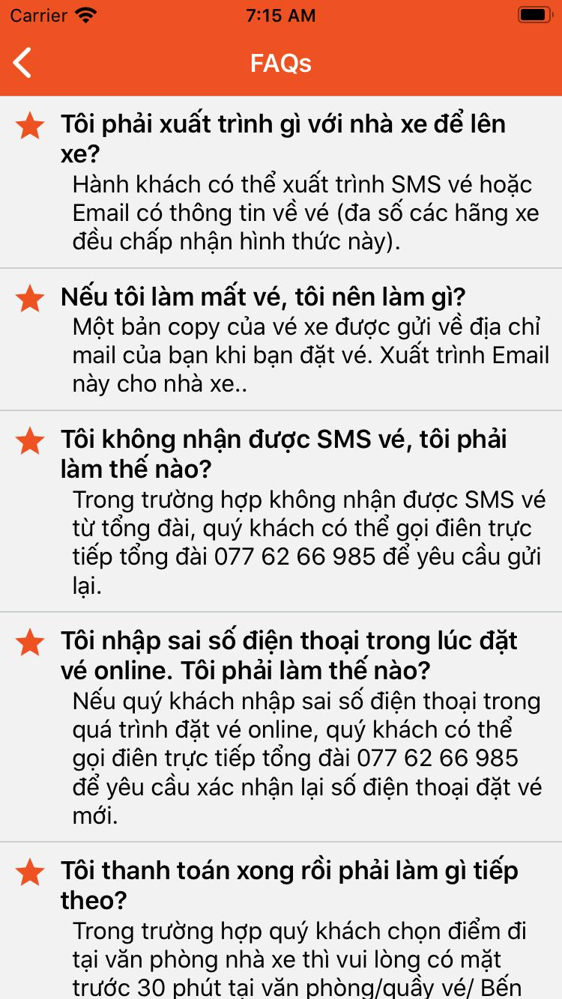 Carrier
7:15 AM
FAQs
Tôi phải xuất trình gì với nhà xe để lên
xe?
Hành khách có thể xuất trình SMS vé hoặc
Email có thông tin về vé (đa số các hãng xe
đều chấp nhận hình thức này).
Nếu tôi làm mất vé, tôi nên làm gì?
Một bản copy của vé xe được gửi về địa chỉ
mail của bạn khi bạn đặt vé. Xuất trình Email
này cho nhà xe..
Tôi không nhận được SMS vé, tôi phải
làm thế nào?
Trong trường hợp không nhận được SMS vé
từ tổng đài, quý khách có thể gọi điên trực
tiếp tổng đài 077 62 66 985 để yêu cầu gửi
lại.
Tôi nhập sai số điện thoại trong lúc đặt
vé online. Tôi phải làm thế nào?
Nếu quý khách nhập sai số điện thoại trong
quá trình đặt vé online, quý khách có thể
gọi điên trực tiếp tổng đài 077 62 66 985
để yêu cầu xác nhận lại số điện thoại đặt vé
mới.
Tôi thanh toán xong rồi phải làm gì tiếp
theo?
Trong trường hợp quý khách chọn điểm đi
tại văn phòng nhà xe thì vui lòng có mặt
trước 30 phút tại văn phòng/quầy vé/ Bến